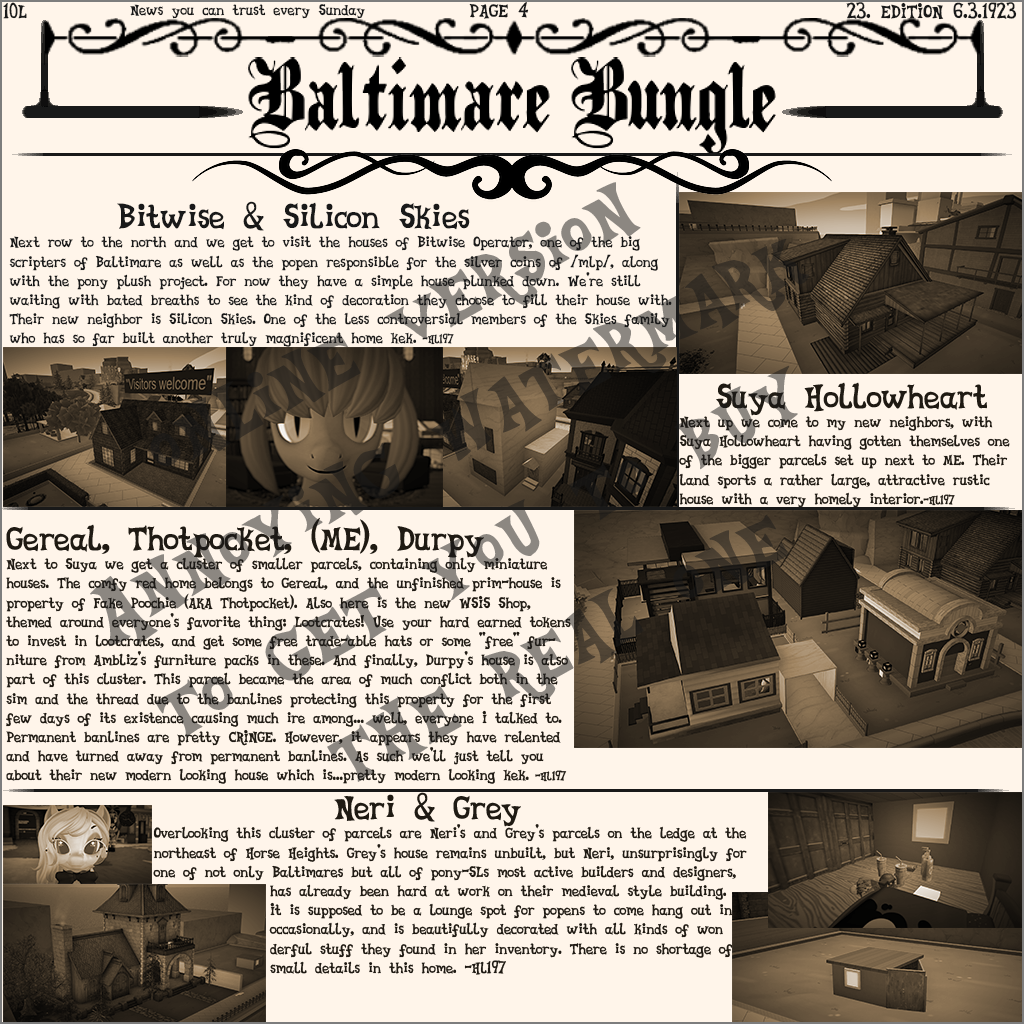 10L News you can trust every Sunday PAGE 4 23. EDITION 6.3.1923
Baltimare Bungle
Bitwise & Silicon Skies
Next row to the north and we get to visit the houses of Bitwise Operator, one of the big
scripters of Baltimare as well as the popen responsible for the silver coins of /mlp/, along
with the pony plush project. For now they have a simple house plunked down. We're still
waiting with bated breaths to see the kind of decoration they choose to fill their house with.
Their new neighbor is Silicon Skies. One of the less controversial members of the Skies family
who has so far built another truly magnificent home kek. -HL197
"Visitors welcome"
Suya Hollowheart
Next up we come to my new neighbors, with
Suya Hollowheart having gotten themselves one
of the bigger parcels set up next to ME. Their
land sports a rather large, attractive rustic
house with a very homely interior.-HL197
Gereal, Thotpocket, (ME), Durpy
Next to Suya we get a cluster of smaller parcels, containing only miniature
houses. The comfy red home belongs to Gereal, and the unfinished prim-house is
property of Fake Poochie (AKA Thotpocket). Also here is the new WSiS Shop,
themed around everyone's favorite thing: Lootcrates! Use your hard earned tokens
to invest in Lootcrates, and get some free trade-able hats or some "free" fur-
niture from Ambliz's furniture packs in these. And finally, Durpy's house is also
part of this cluster. This parcel became the area of much conflict both in the
sim and the thread due to the banlines protecting this property for the first
few days of its existence causing much ire among... well, everyone i talked to.
Permanent banlines are pretty CRiNGE. However, it appears they have relented
and have turned away from permanent banlines. As such we'll just tell you
about their new modern looking house which is...pretty modern looking kek. -HL197
Neri & Grey
Overlooking this cluster of parcels are Neri's and Grey's parcels on the ledge at the
northeast of Horse Heights. Grey's house remains unbuilt, but Neri, unsurprisingly for
one of not only Baltimares but all of pony-SLs most active builders and designers,
has already been hard at work on their medieval style building.
it is supposed to be a lounge spot for popens to come hang out in
occasionally, and is beautifully decorated with all kinds of won
derful stuff they found in her inventory. There is no shortage of
small details in this home. -HL197
ANNOYING WATERMARK
TO GET YOU BUY
THE REAL ZINE VERSiON